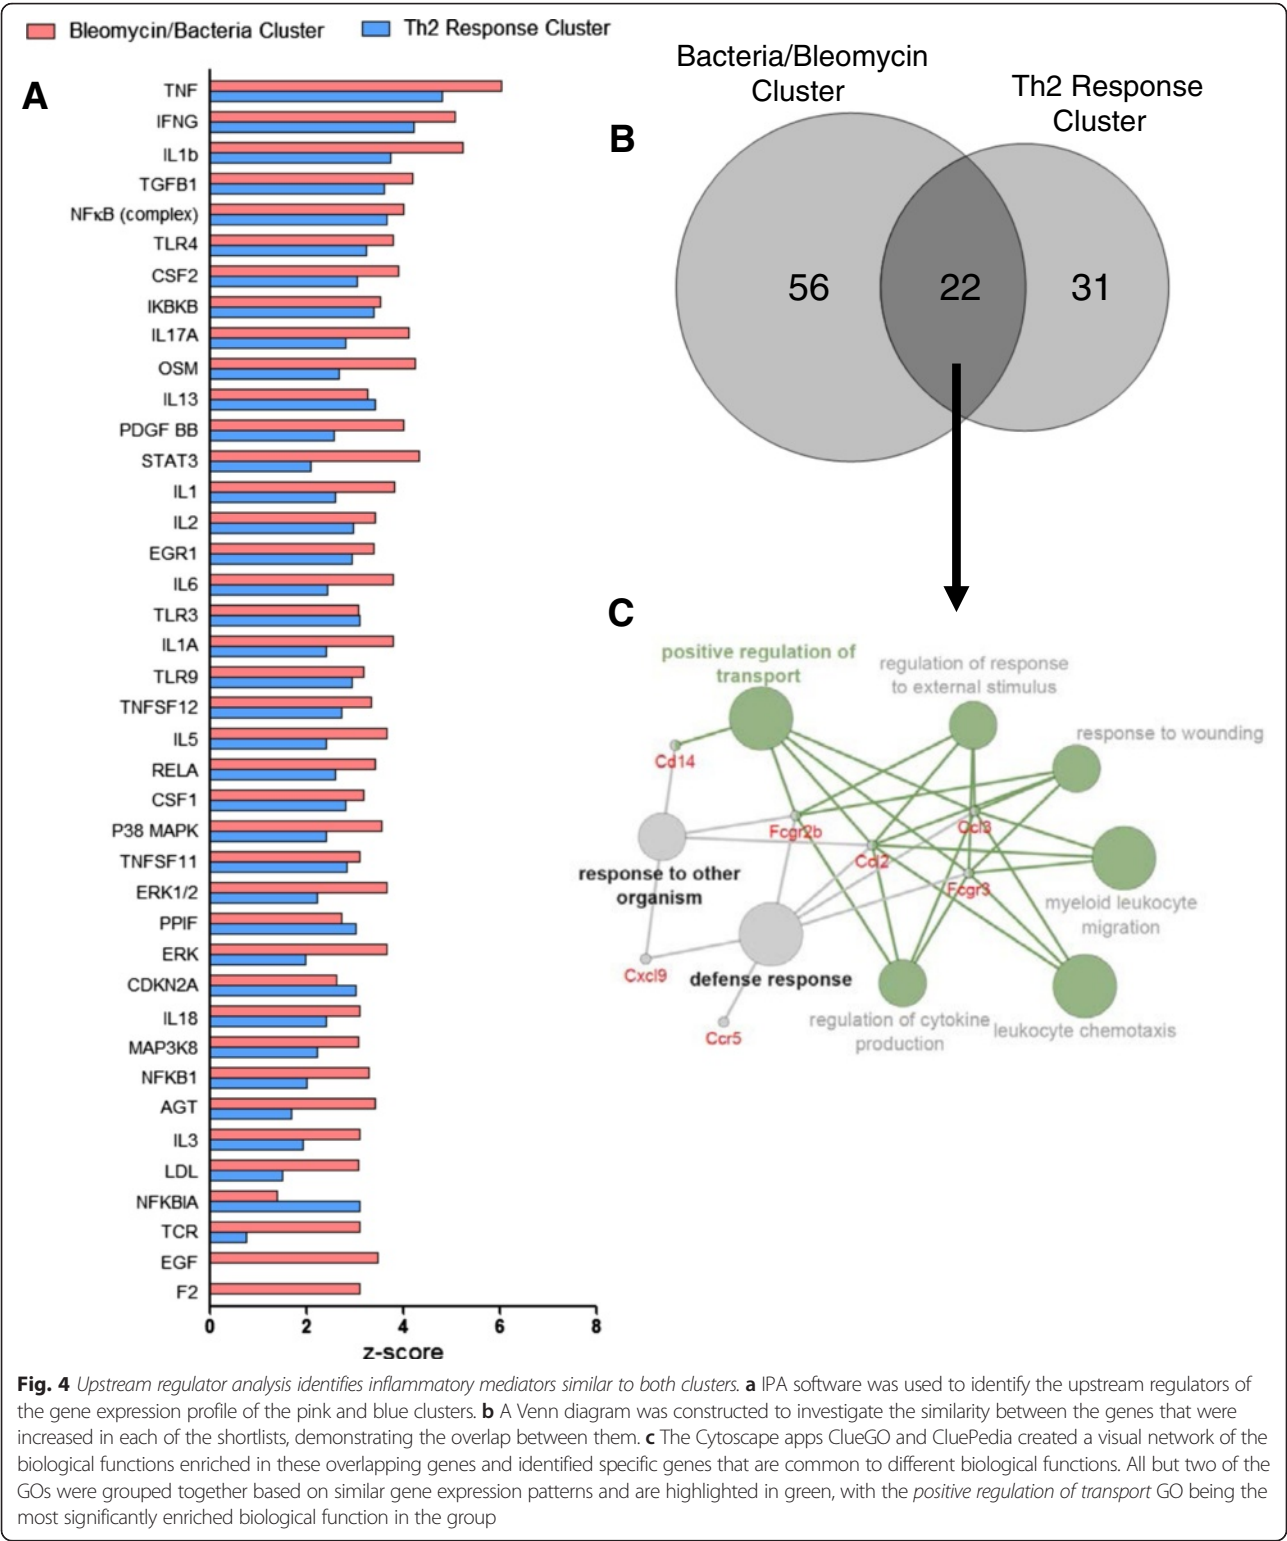 Bleomycin/Bacteria Cluster
Th2 Response Cluster
A
TNF
IFNG
IL1b
TGFB1
NFκB (complex)
TLR4
CSF2
IKBKB
IL17A
OSM
IL13
PDGF BB
STAT3
IL1
IL2
EGR1
IL6
TLR3
IL1A
TLR9
TNFSF12
IL5
RELA
CSF1
P38 MAPK
TNFSF11
ERK1/2
PPIF
ERK
CDKN2A
IL18
MAP3K8
NFKB1
AGT
IL3
LDL
NFKBIA
TCR
EGF
F2
0 2 4 6 8
z-score
B
Bacteria/Bleomycin
Cluster
Th2 Response
Cluster
56
22
31
C
positive regulation of
transport
regulation of response
to external stimulus
response to wounding
Cd14
Fcgr2b
Ccl3
Ccl2
Fcgr3
response to other
organism
myeloid leukocyte
migration
Cxcl9
defense response
Ccr5
regulation of cytokine
production
leukocyte chemotaxis
Fig. 4 Upstream regulator analysis identifies inflammatory mediators similar to both clusters. a IPA software was used to identify the upstream regulators of
the gene expression profile of the pink and blue clusters. b A Venn diagram was constructed to investigate the similarity between the genes that were
increased in each of the shortlists, demonstrating the overlap between them. c The Cytoscape apps ClueGO and CluePedia created a visual network of the
biological functions enriched in these overlapping genes and identified specific genes that are common to different biological functions. All but two of the
GOs were grouped together based on similar gene expression patterns and are highlighted in green, with the positive regulation of transport GO being the
most significantly enriched biological function in the group